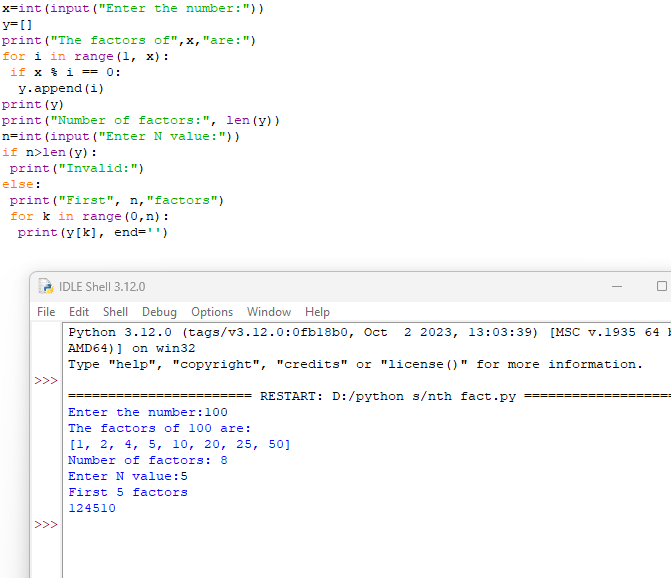 x=int(input("Enter the number:"))
y=[]
print("The factors of",x,"are:")
for i in range(1, x):
 if x % i == 0:
  y.append(i)
print(y)
print("Number of factors:", len(y))
n=int(input("Enter N value:"))
if n>len(y):
 print("Invalid:")
else:
 print("First", n,"factors")
 for k in range(0,n):
  print(y[k], end='')
IDLE Shell 3.12.0
File Edit Shell Debug Options Window Help
Python 3.12.0 (tags/v3.12.0:0fb18b0, Oct  2 2023, 13:03:39) [MSC v.1935 64 b
AMD64)] on win32
Type "help", "copyright", "credits" or "license()" for more information.
>>>
======================= RESTART: D:/python s/nth fact.py ===================
Enter the number:100
The factors of 100 are:
[1, 2, 4, 5, 10, 20, 25, 50]
Number of factors: 8
Enter N value:5
First 5 factors
124510
>>>